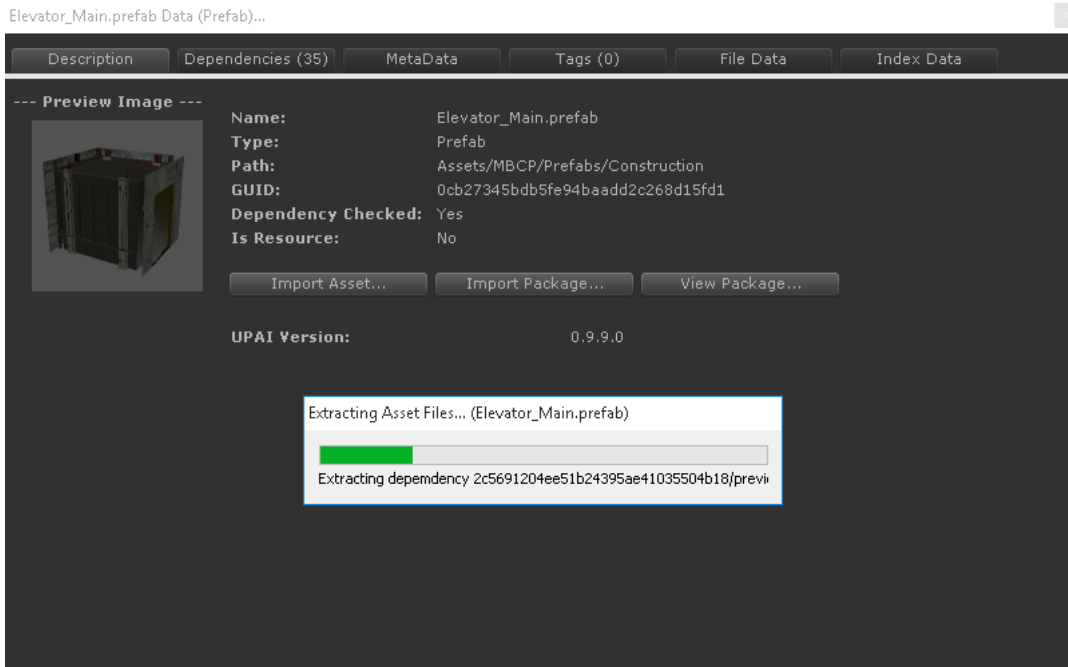 Elevator_Main.prefab Data (Prefab)...
Description Dependencies (35) MetaData Tags (0) File Data Index Data
--- Preview Image ---
Name: Elevator_Main.prefab
Type: Prefab
Path: Assets/MBCP/Prefabs/Construction
GUID: 0cb27345bdb5fe94baadd2c268d15fd1
Dependency Checked: Yes
Is Resource: No
Import Asset... Import Package... View Package...
UPAI Version: 0.9.9.0
Extracting Asset Files... (Elevator_Main.prefab)
Extracting depemdency 2c5691204ee51b24395ae41035504b18/previ